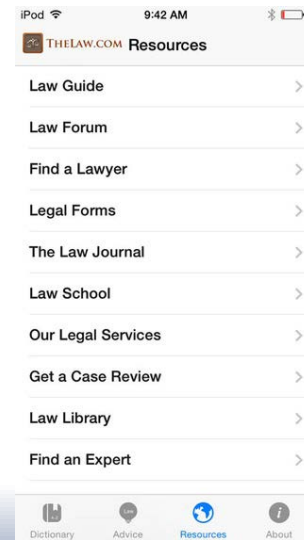 iPod 9:42 AM
THELAW.COM Resources
Law Guide
Law Forum
Find a Lawyer
Legal Forms
The Law Journal
Law School
Our Legal Services
Get a Case Review
Law Library
Find an Expert
Dictionary Advice Resources About